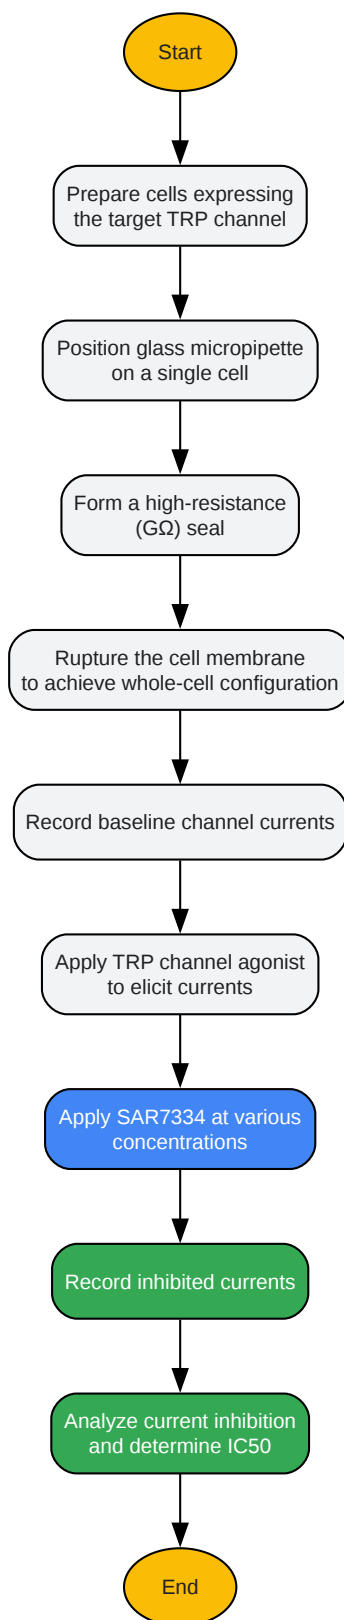 Start
Prepare cells expressing
the target TRP channel
Position glass micropipette
on a single cell
Form a high-resistance
(GΩ) seal
Rupture the cell membrane
to achieve whole-cell configuration
Record baseline channel currents
Apply TRP channel agonist
to elicit currents
Apply SAR7334 at various
concentrations
Record inhibited currents
Analyze current inhibition
and determine IC50
End